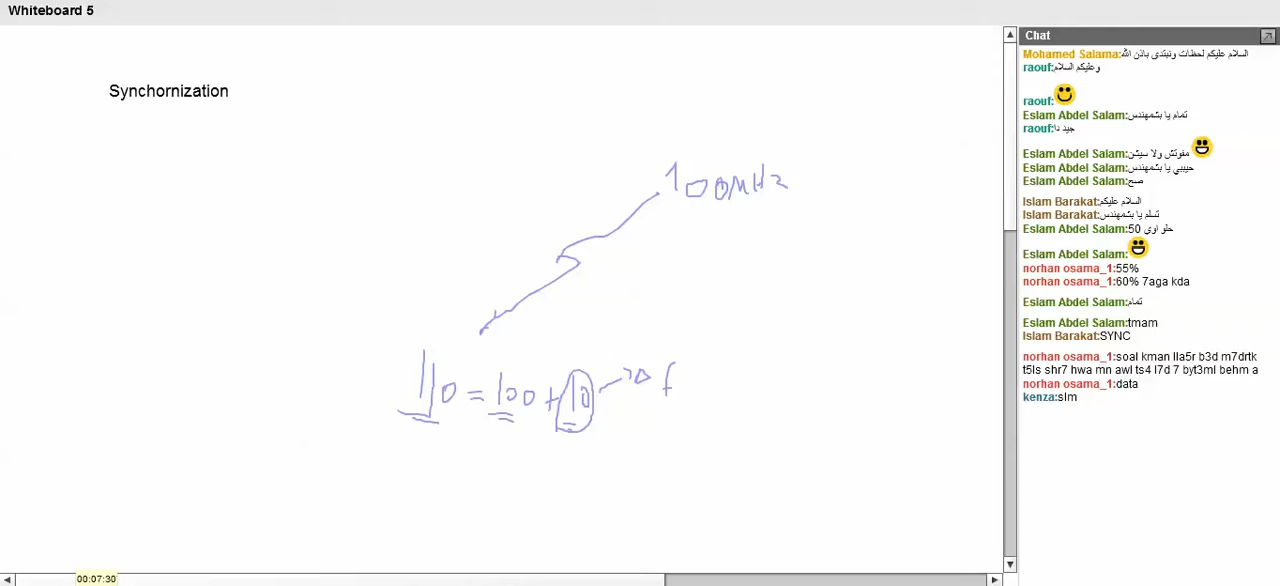 Whiteboard 5
Synchornization
100MHz
110 = 100 + 10
f
00:07:30
Chat
Mohamed Salama:السلام عليكم لحظات ونبتدى باذن الله
raouf:وعليكم السلام
raouf:
Eslam Abdel Salam:تمام يا بشمهندس
raouf:جيد دا
Eslam Abdel Salam:مفوتش ولا سيشن
Eslam Abdel Salam:حبيبي يا بشمهندس
Eslam Abdel Salam:صح
Islam Barakat:السلام عليكم
Islam Barakat:تسلم يا بشمهندس
Eslam Abdel Salam:حلو اوي 50
Eslam Abdel Salam:
norhan osama_1:55%
norhan osama_1:60% 7aga kda
Eslam Abdel Salam:تمام
Eslam Abdel Salam:tmam
Islam Barakat:SYNC
norhan osama_1:soal kman lla5r b3d m7drtk
t5ls shr7 hwa mn awl ts4 l7d 7 byt3ml behm a
norhan osama_1:data
kenza:slm